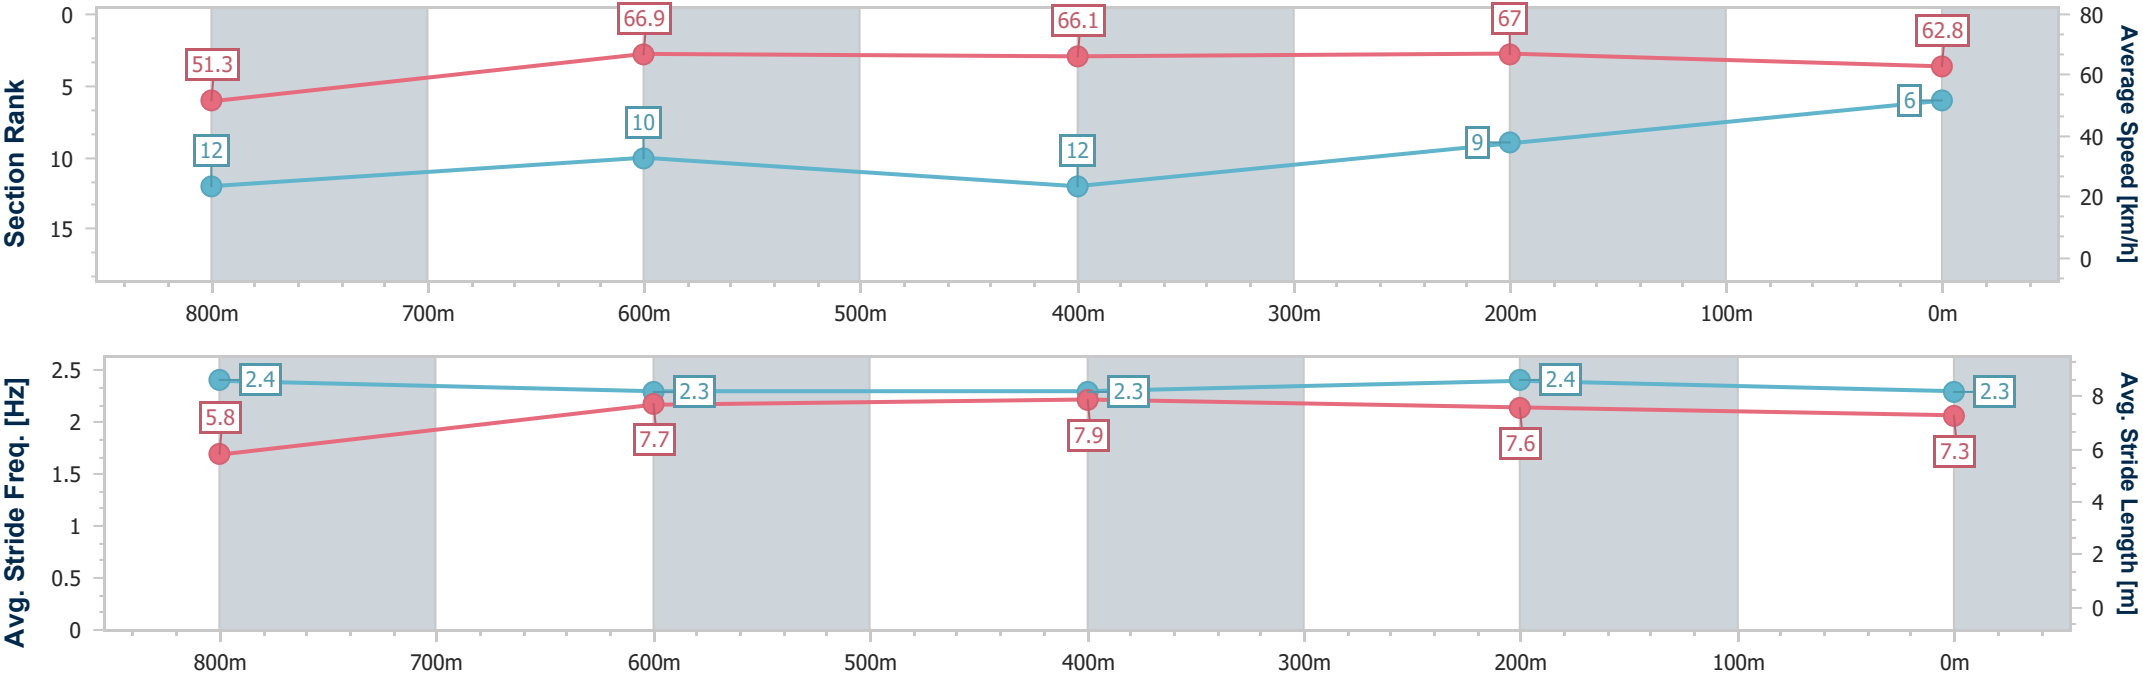 Section Rank
0
5
10
15
51.3
66.9
66.1
67
62.8
12
10
12
9
6
80
60
40
20
0
Average Speed [km/h]
800m
700m
600m
500m
400m
300m
200m
100m
0m
Avg. Stride Freq. [Hz]
2.5
2
1.5
1
0.5
0
2.4
2.3
2.3
2.4
2.3
5.8
7.7
7.9
7.6
7.3
8
6
4
2
0
Avg. Stride Length [m]
800m
700m
600m
500m
400m
300m
200m
100m
0m